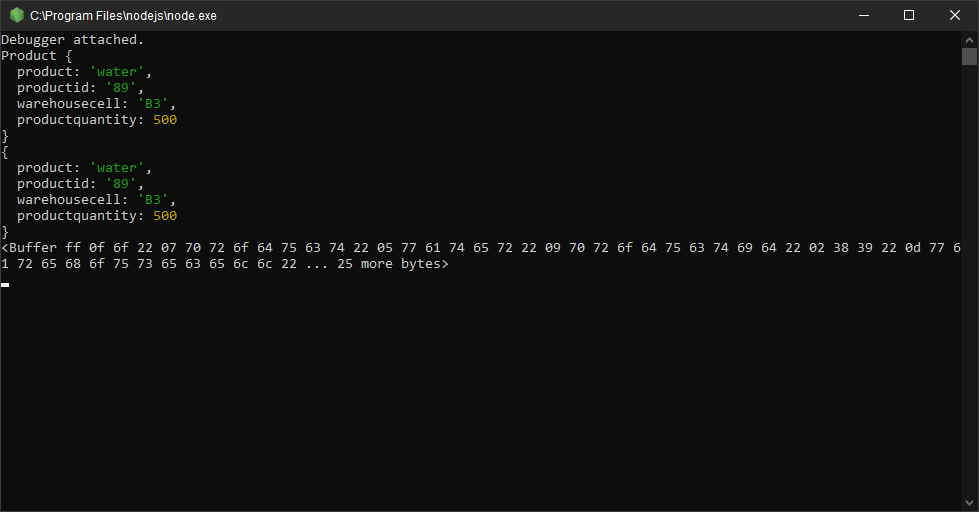 C:\Program Files\nodejs\node.exe
Debugger attached.
Product {
  product: 'water',
  productid: '89',
  warehousecell: 'B3',
  productquantity: 500
}
{
  product: 'water',
  productid: '89',
  warehousecell: 'B3',
  productquantity: 500
}
<Buffer ff 0f 6f 22 07 70 72 6f 64 75 63 74 22 05 77 61 74 65 72 22 09 70 72 6f 64 75 63 74 69 64 22 02 38 39 22 0d 77 6
1 72 65 68 6f 75 73 65 63 65 6c 6c 22 ... 25 more bytes>